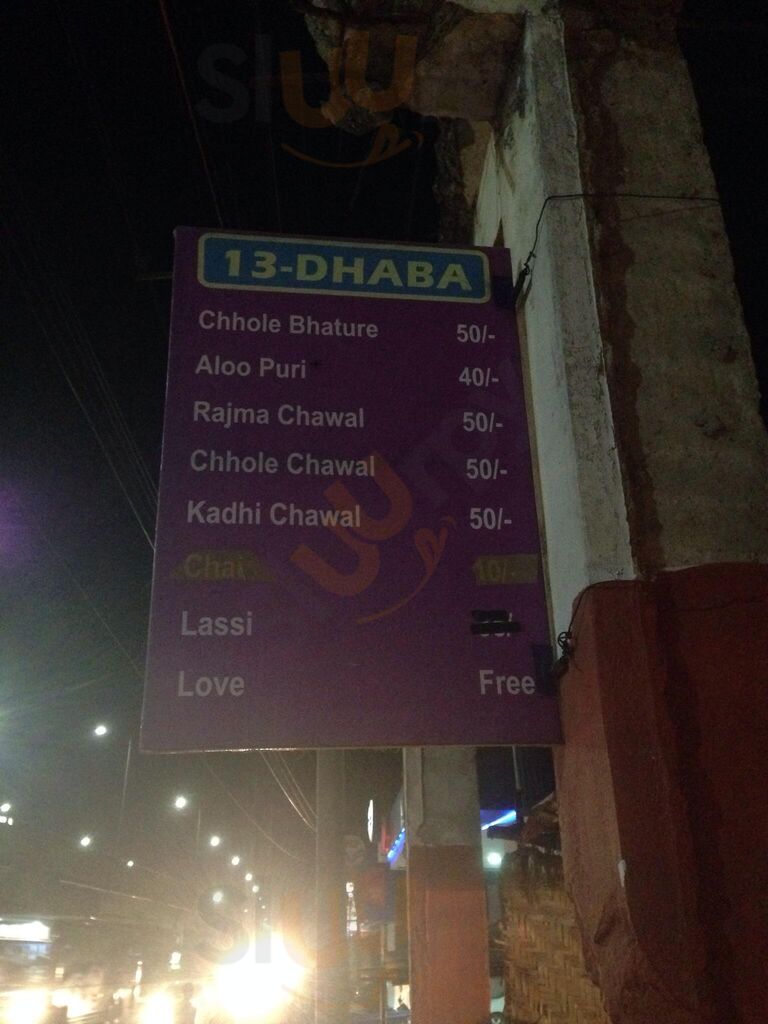 13-DHABA
Chhole Bhature 50/-
Aloo Puri 40/-
Rajma Chawal 50/-
Chhole Chawal 50/-
Kadhi Chawal 50/-
Chai 10/-
Lassi
Love Free